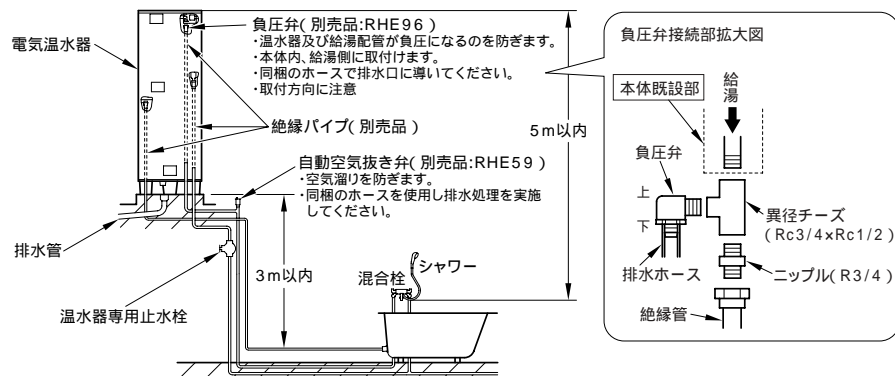 負圧弁(別売品:RHE96)
・温水器及び給湯配管が負圧になるのを防ぎます。
・本体内、給湯側に取付けます。
・同梱のホースで排水口に導いてください。
・取付方向に注意
電気温水器
絶縁パイプ(別売品)
5m以内
自動空気抜き弁(別売品:RHE59)
・空気溜りを防ぎます。
・同梱のホースを使用し排水処理を実施
してください。
排水管
温水器専用止水栓
3m以内
混合栓
シャワー
負圧弁接続部拡大図
本体既設部
給湯
負圧弁
上
下
排水ホース
異径チーズ
(Rc3/4×Rc1/2)
ニップル(R3/4)
絶縁管